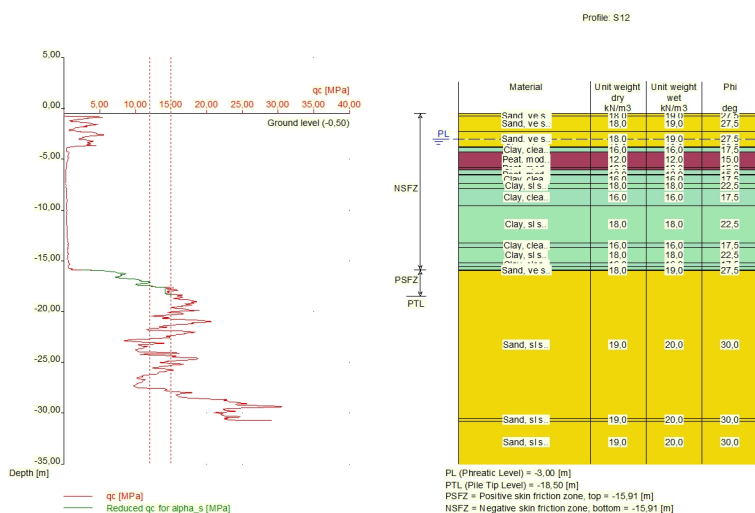 Profile: S12
5,00
qc [MPa]
0,00 5,00 10,00 15,00 20,00 25,00 30,00 40,00
Ground level (-0,50)
-5,00
-10,00
-15,00
-20,00
-25,00
-30,00
-35,00
Depth [m]
qc [MPa]
Reduced qc for alpha_s [MPa]
PL
NSFZ
PSFZ
PTL
Material Unit weight dry kN/m3 Unit weight wet kN/m3 Phi deg
Sand, ve s.. 18,0 19,0 27,5
Sand, ve s.. 18,0 19,0 27,5
Sand, ve s.. 18,0 19,0 27,5
Clay, clea.. 16,0 16,0 17,5
Peat, mod.. 12,0 12,0 15,0
Clay, clea.. 16,0 16,0 17,5
Clay, sl s.. 18,0 18,0 22,5
Clay, clea.. 16,0 16,0 17,5
Clay, sl s.. 18,0 18,0 22,5
Clay, clea.. 16,0 16,0 17,5
Clay, sl s.. 18,0 18,0 22,5
Sand, ve s.. 18,0 19,0 27,5
Sand, sl s.. 19,0 20,0 30,0
Sand, sl s.. 19,0 20,0 30,0
Sand, sl s.. 19,0 20,0 30,0
PL (Phreatic Level) = -3,00 [m]
PTL (Pile Tip Level) = -18,50 [m]
PSFZ = Positive skin friction zone, top = -15,91 [m]
NSFZ = Negative skin friction zone, bottom = -15,91 [m]